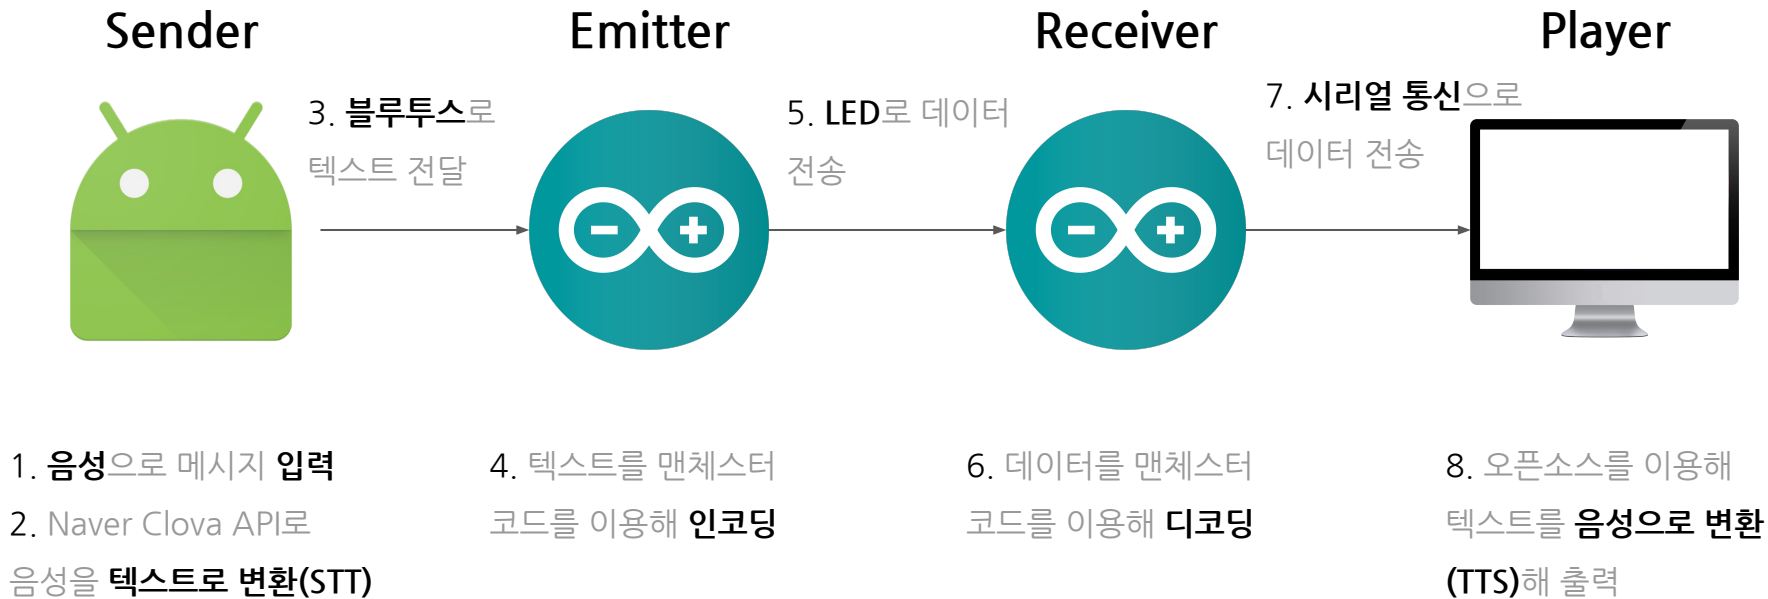 Sender
Emitter
Receiver
Player
3. 블루투스로
텍스트 전달
5. LED로 데이터
전송
7. 시리얼 통신으로
데이터 전송
1. 음성으로 메시지 입력
2. Naver Clova API로
음성을 텍스트로 변환(STT)
4. 텍스트를 맨체스터
코드를 이용해 인코딩
6. 데이터를 맨체스터
코드를 이용해 디코딩
8. 오픈소스를 이용해
텍스트를 음성으로 변환
(TTS)해 출력